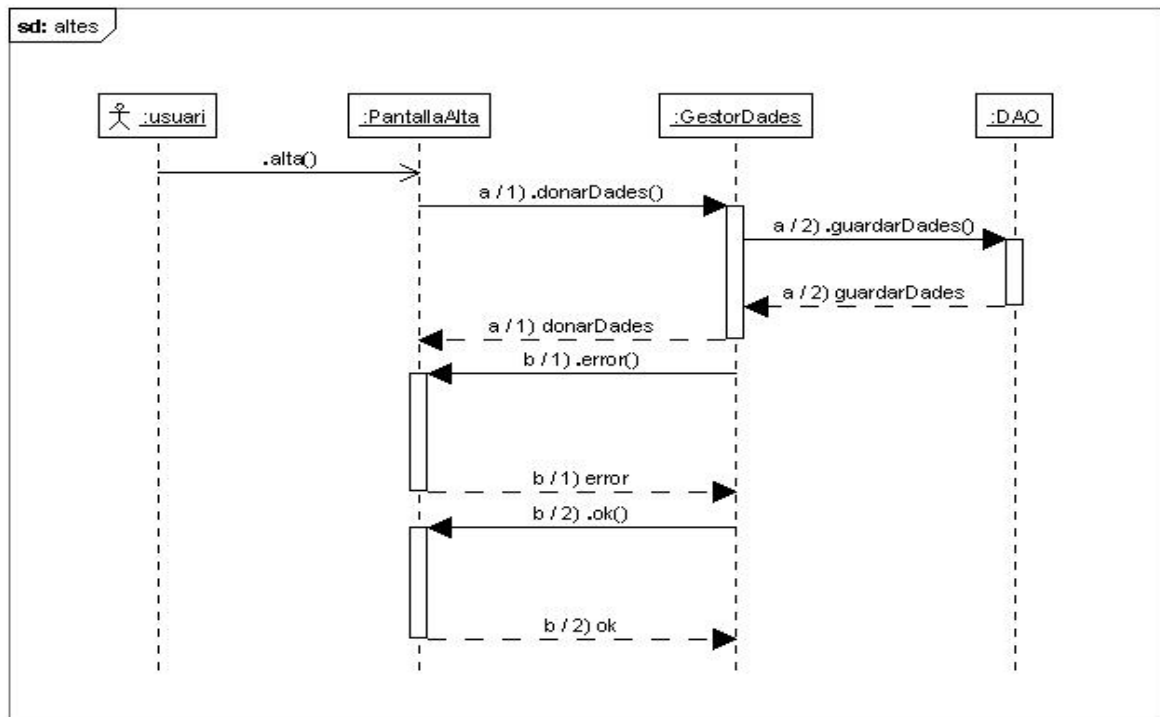 sd: altes
:usuari
:PantallaAlta
:GestorDades
:DAO
.alta()
a / 1) .donarDades()
a / 2) .guardarDades()
a / 2) guardarDades
a / 1) donarDades
b / 1) .error()
b / 1) error
b / 2) .ok()
b / 2) ok